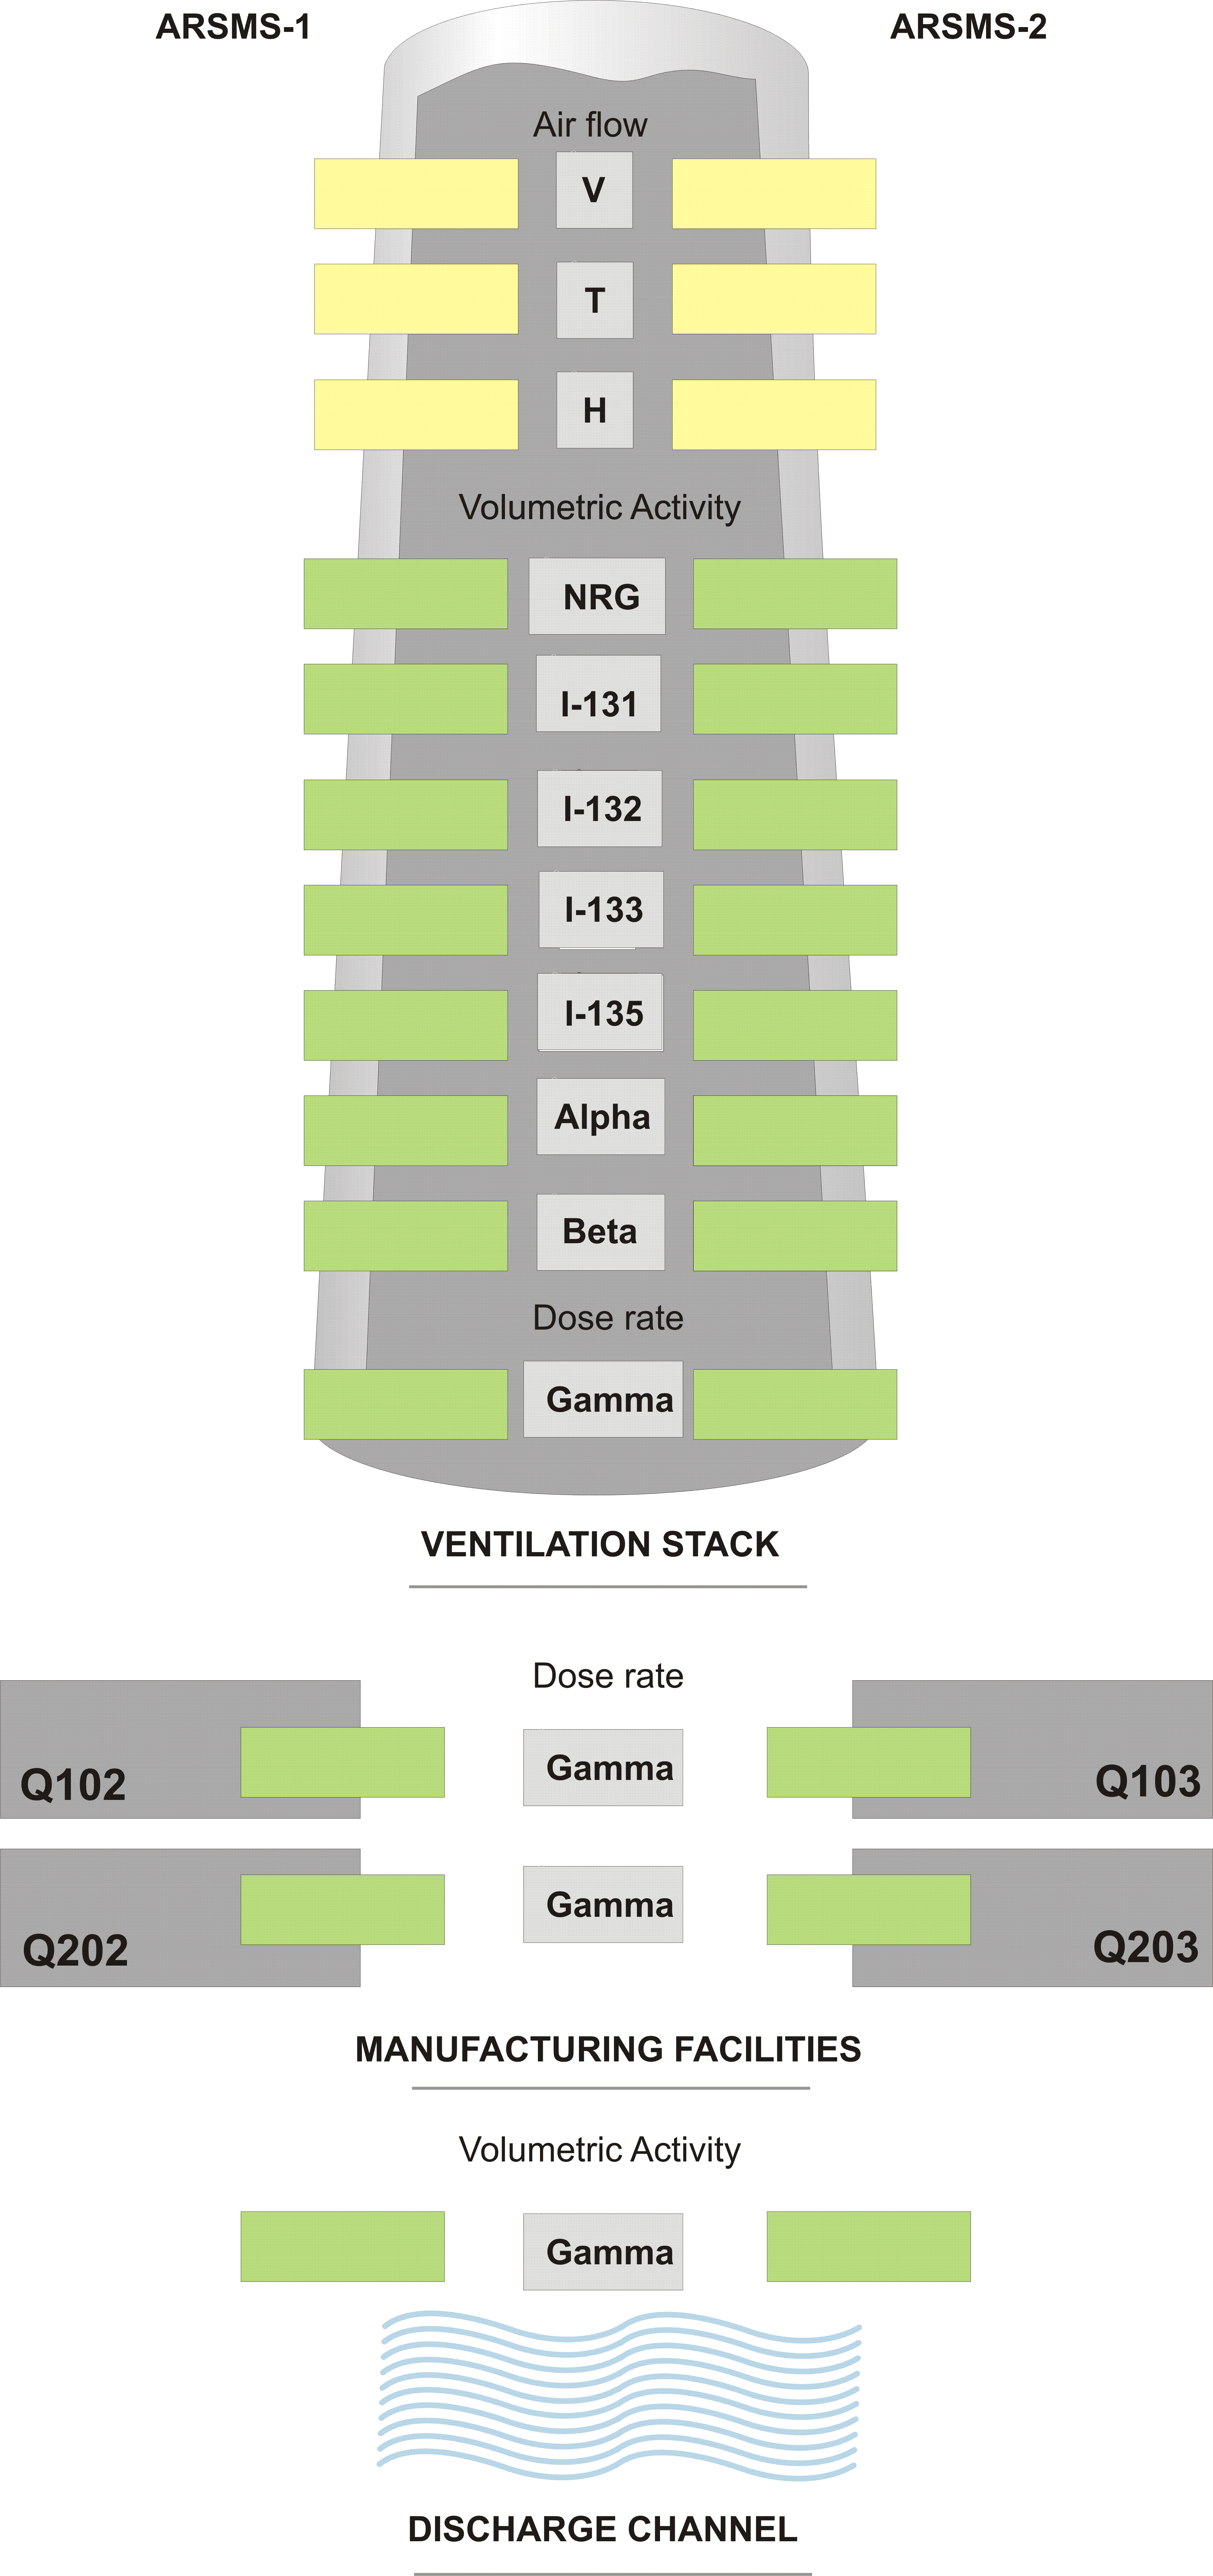 ARSMS-1
ARSMS-2
Air flow
V
T
H
Volumetric Activity
NRG
I-131
I-132
I-133
I-135
Alpha
Beta
Dose rate
Gamma
VENTILATION STACK
Dose rate
Q102
Gamma
Q103
Q202
Gamma
Q203
MANUFACTURING FACILITIES
Volumetric Activity
Gamma
DISCHARGE CHANNEL